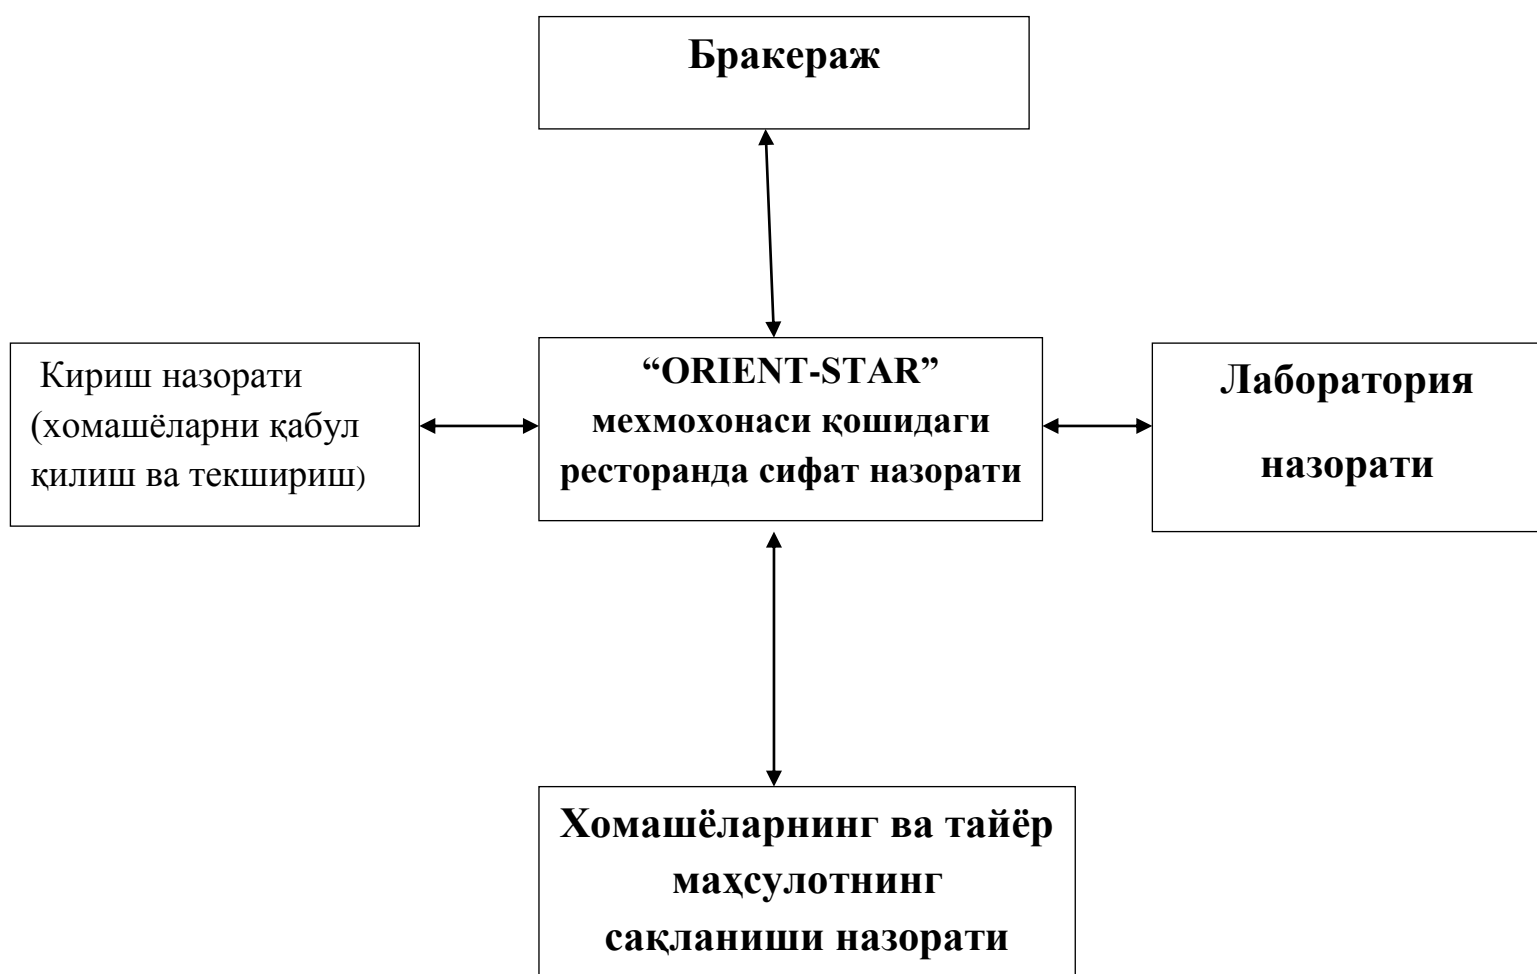 Бракераж
Кириш назорати
(хомашёларни қабул
қилиш ва текшириш)
“ORIENT-STAR”
мехмохонаси қошидаги
ресторанда сифат назорати
Лаборатория
назорати
Хомашёларнинг ва тайёр
маҳсулотнинг
сақланиши назорати